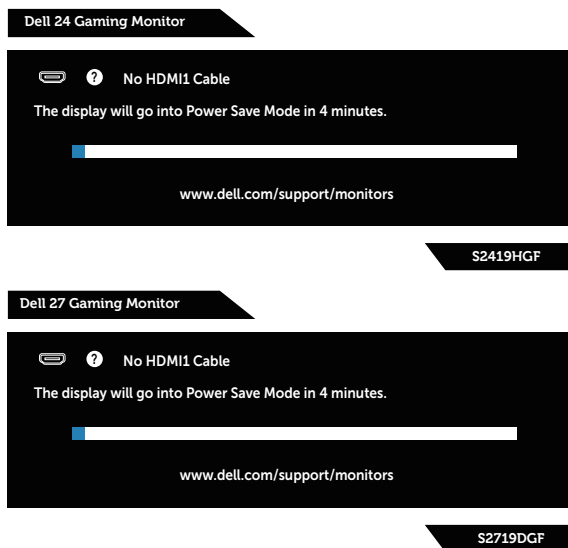 Dell 24 Gaming Monitor
? No HDMI1 Cable
The display will go into Power Save Mode in 4 minutes.
www.dell.com/support/monitors
S2419HGF
Dell 27 Gaming Monitor
? No HDMI1 Cable
The display will go into Power Save Mode in 4 minutes.
www.dell.com/support/monitors
S2719DGF